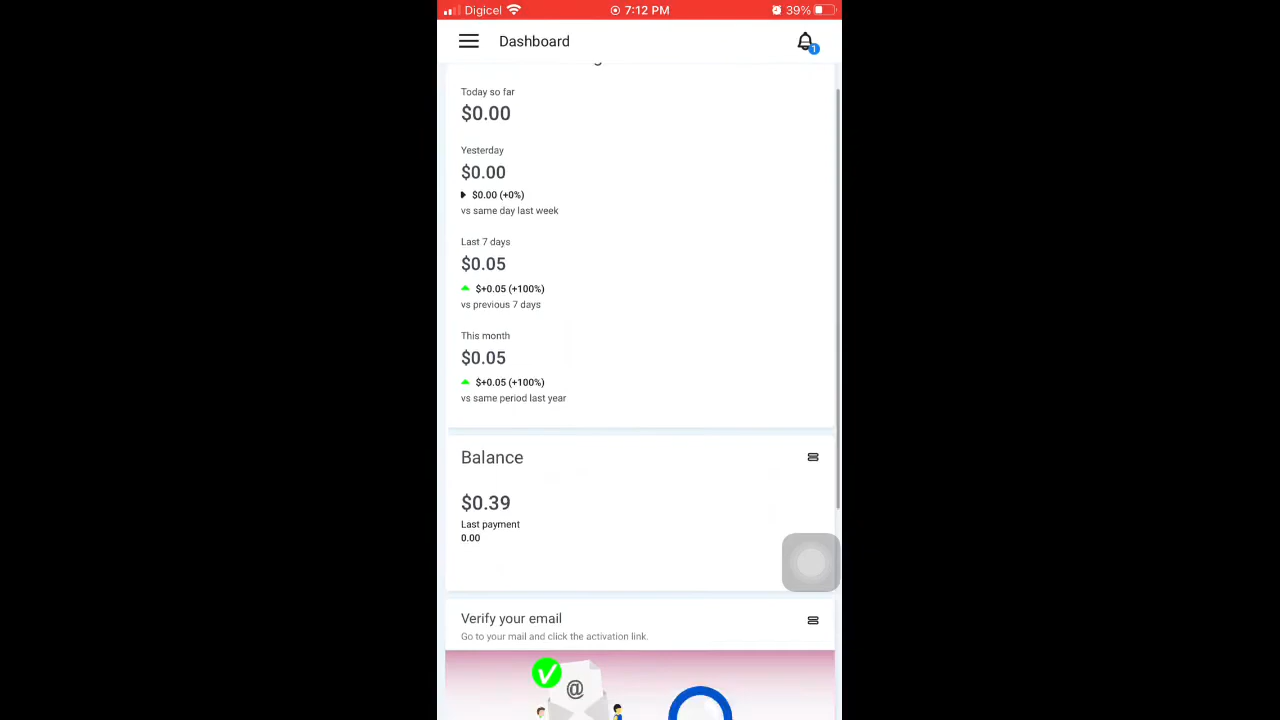 Digicel 7:12 PM 39%
Dashboard
1
Today so far
$0.00
Yesterday
$0.00
$0.00 (+0%)
vs same day last week
Last 7 days
$0.05
$+0.05 (+100%)
vs previous 7 days
This month
$0.05
$+0.05 (+100%)
vs same period last year
Balance
$0.39
Last payment
0.00
Verify your email
Go to your mail and click the activation link.
@